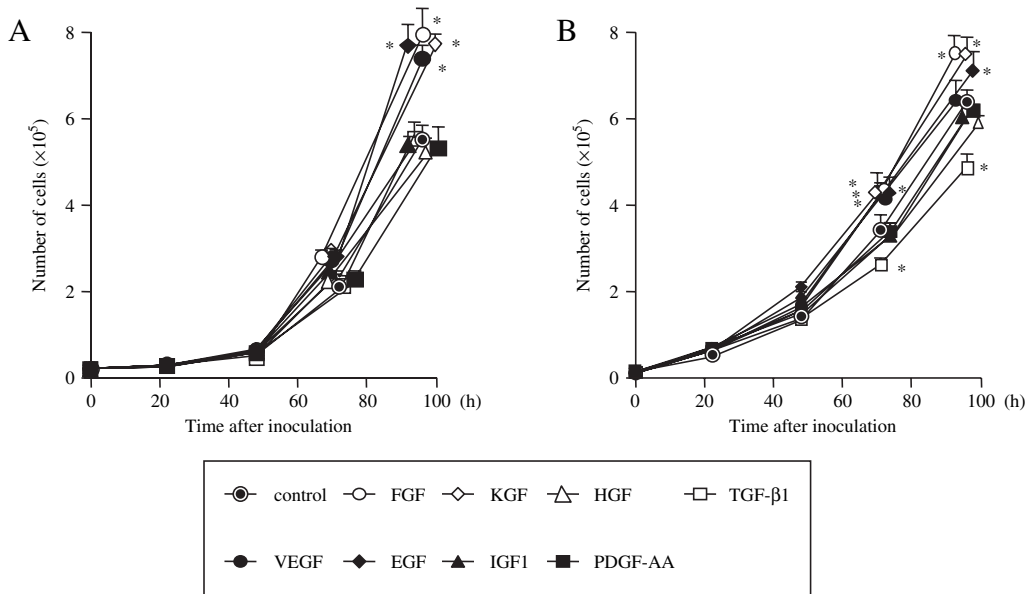 A
B
8
6
4
2
0
Number of cells (×10⁵)
0 20 40 60 80 100 (h)
Time after inoculation
* * * *
8
6
4
2
0
Number of cells (×10⁵)
0 20 40 60 80 100 (h)
Time after inoculation
* * * * * * * * *
control FGF KGF HGF TGF-β1
VEGF EGF IGF1 PDGF-AA